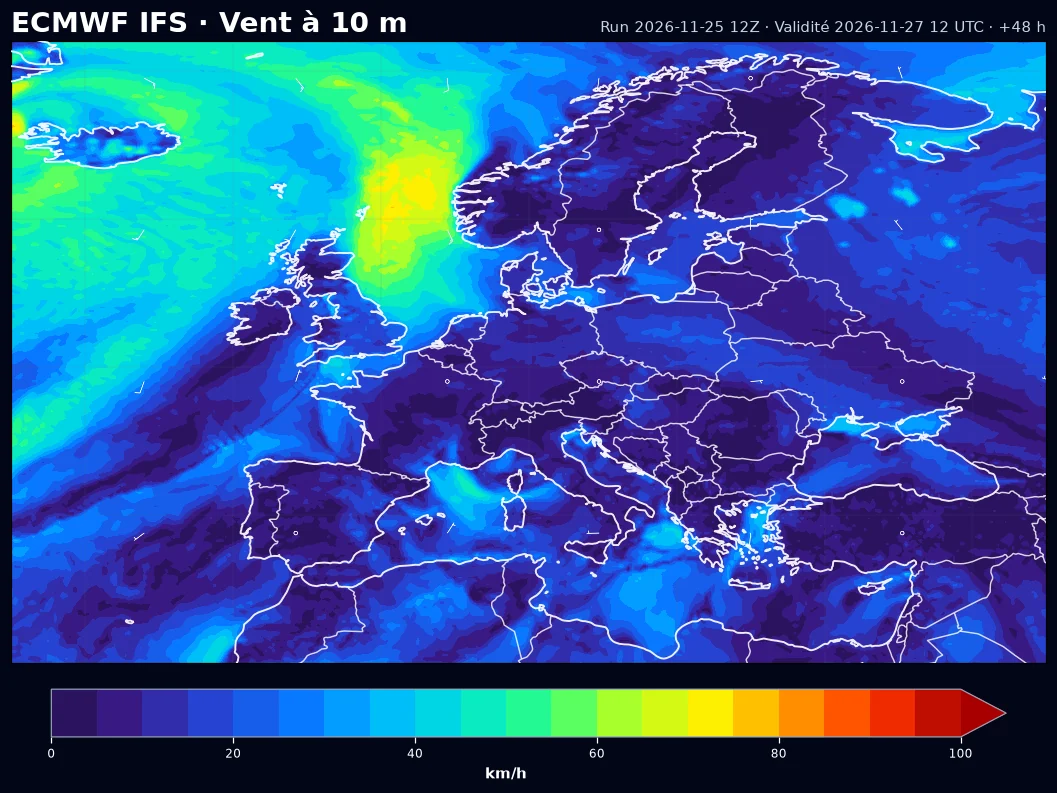 ECMWF IFS · Vent à 10 m
Run 2026-11-25 12Z · Validité 2026-11-27 12 UTC · +48 h
0 20 40 60 80 100
km/h